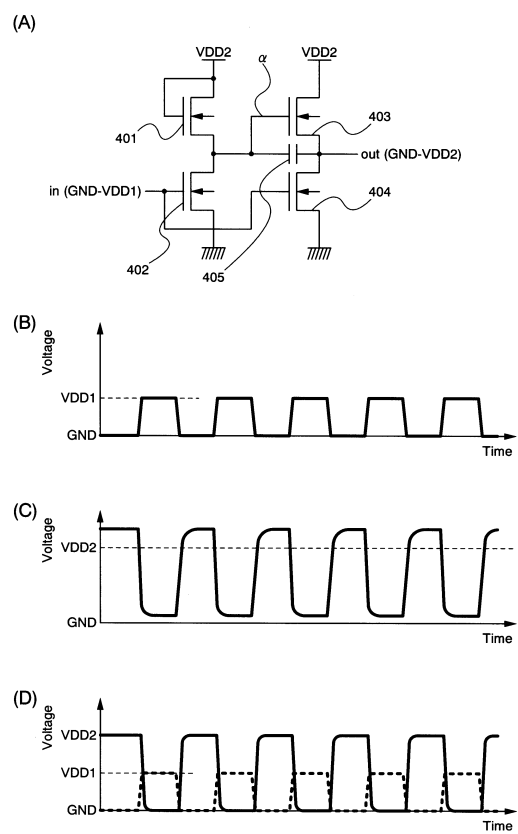 (A)
VDD2
VDD2
α
401
403
out (GND-VDD2)
in (GND-VDD1)
404
402
405
(B)
Voltage
VDD1
GND
Time
(C)
Voltage
VDD2
GND
Time
(D)
Voltage
VDD2
VDD1
GND
Time